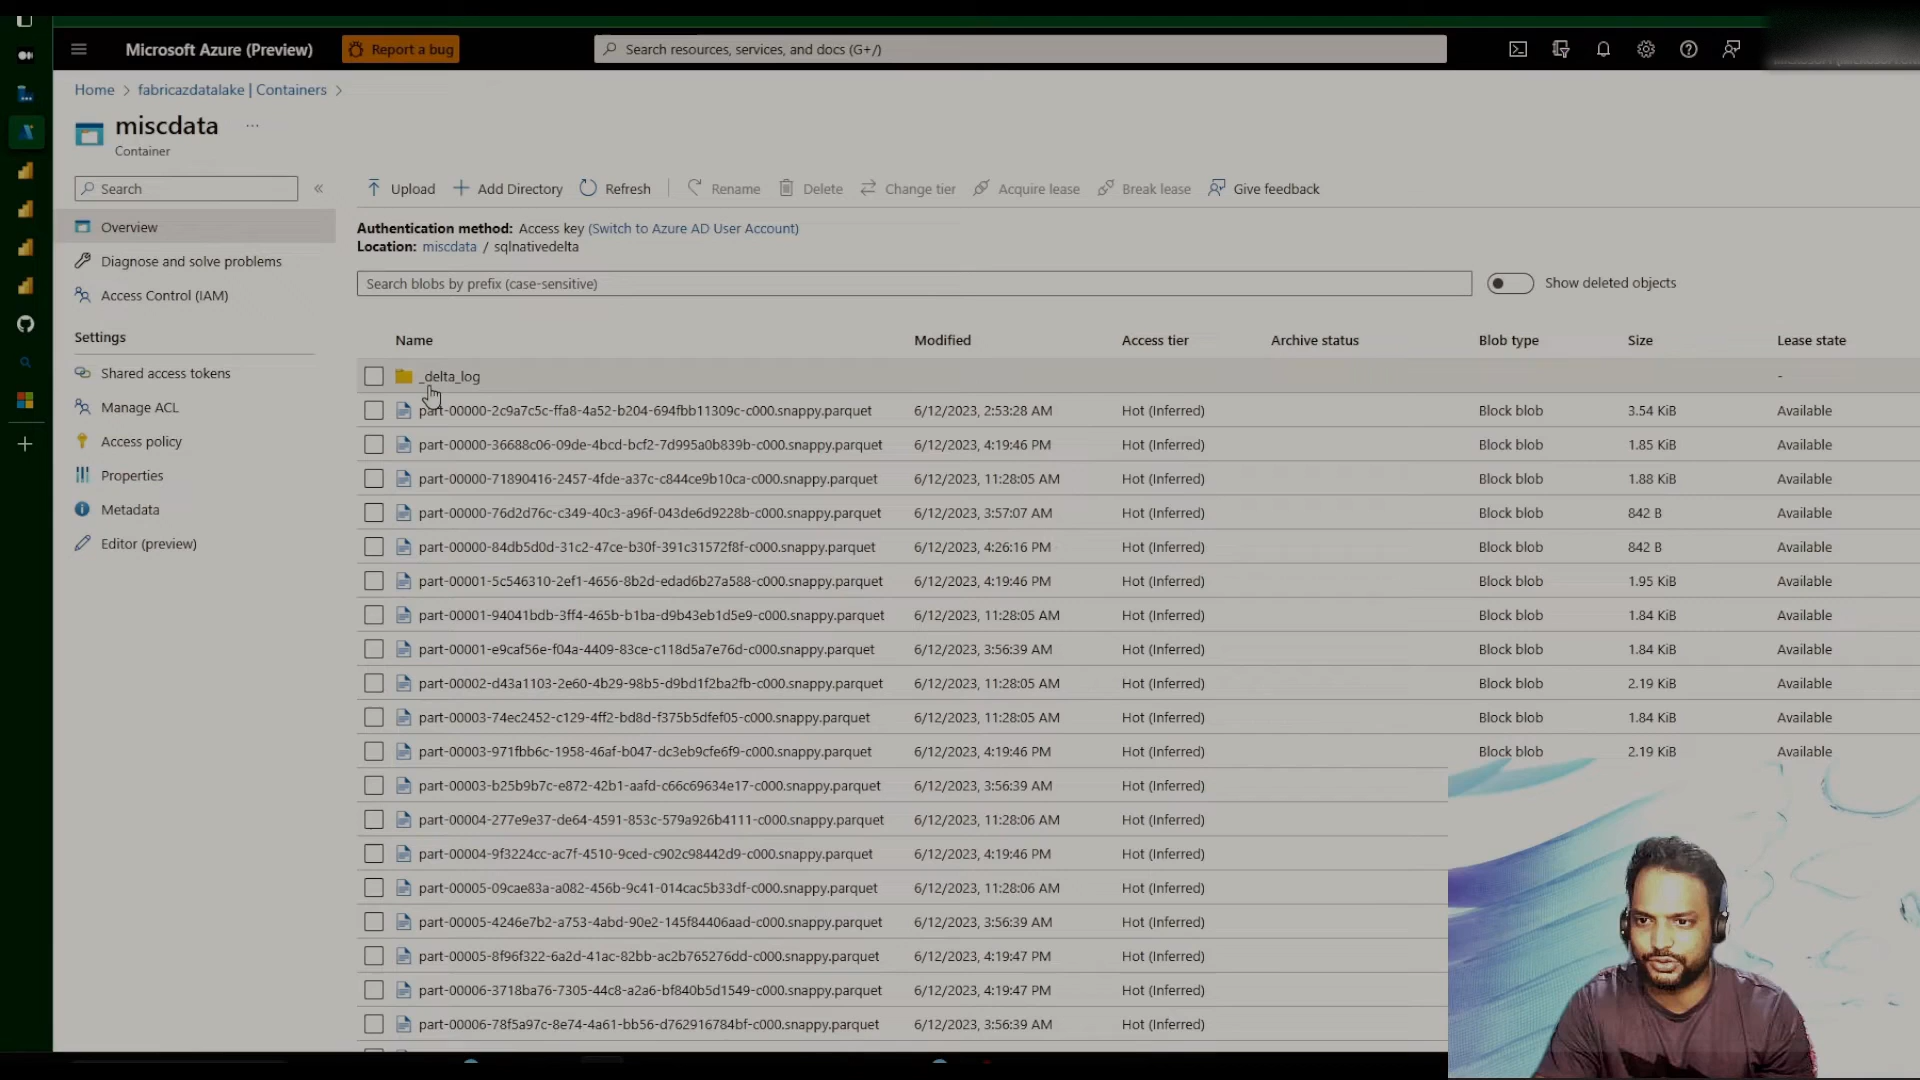 Microsoft Azure (Preview) Report a bug Search resources, services, and docs (G+/)
Home > fabricazdatalake | Containers >
miscdata ...
Container
Search «
Upload Add Directory Refresh Rename Delete Change tier Acquire lease Break lease Give feedback
Overview
Diagnose and solve problems
Access Control (IAM)
Settings
Shared access tokens
Manage ACL
Access policy
Properties
Metadata
Editor (preview)
Authentication method: Access key (Switch to Azure AD User Account)
Location: miscdata / sqlnativedelta
Search blobs by prefix (case-sensitive) Show deleted objects
Name Modified Access tier Archive status Blob type Size Lease state
_delta_log -
part-00000-2c9a7c5c-ffa8-4a52-b204-694fbb11309c-c000.snappy.parquet 6/12/2023, 2:53:28 AM Hot (Inferred) Block blob 3.54 KiB Available
part-00000-36688c06-09de-4bcd-bcf2-7d995a0b839b-c000.snappy.parquet 6/12/2023, 4:19:46 PM Hot (Inferred) Block blob 1.85 KiB Available
part-00000-71890416-2457-4fde-a37c-c844ce9b10ca-c000.snappy.parquet 6/12/2023, 11:28:05 AM Hot (Inferred) Block blob 1.88 KiB Available
part-00000-76d2d76c-c349-40c3-a96f-043de6d9228b-c000.snappy.parquet 6/12/2023, 3:57:07 AM Hot (Inferred) Block blob 842 B Available
part-00000-84db5d0d-31c2-47ce-b30f-391c31572f8f-c000.snappy.parquet 6/12/2023, 4:26:16 PM Hot (Inferred) Block blob 842 B Available
part-00001-5c546310-2ef1-4656-8b2d-edad6b27a588-c000.snappy.parquet 6/12/2023, 4:19:46 PM Hot (Inferred) Block blob 1.95 KiB Available
part-00001-94041bdb-3ff4-465b-b1ba-d9b43eb1d5e9-c000.snappy.parquet 6/12/2023, 11:28:05 AM Hot (Inferred) Block blob 1.84 KiB Available
part-00001-e9caf56e-f04a-4409-83ce-c118d5a7e76d-c000.snappy.parquet 6/12/2023, 3:56:39 AM Hot (Inferred) Block blob 1.84 KiB Available
part-00002-d43a1103-2e60-4b29-98b5-d9bd1f2ba2fb-c000.snappy.parquet 6/12/2023, 11:28:05 AM Hot (Inferred) Block blob 2.19 KiB Available
part-00003-74ec2452-c129-4ff2-bd8d-f375b5dfef05-c000.snappy.parquet 6/12/2023, 11:28:05 AM Hot (Inferred) Block blob 1.84 KiB Available
part-00003-971fbb6c-1958-46af-b047-dc3eb9cfe6f9-c000.snappy.parquet 6/12/2023, 4:19:46 PM Hot (Inferred) Block blob 2.19 KiB Available
part-00003-b25b9b7c-e872-42b1-aafd-c66c69634e17-c000.snappy.parquet 6/12/2023, 3:56:39 AM Hot (Inferred)
part-00004-277e9e37-de64-4591-853c-579a926b4111-c000.snappy.parquet 6/12/2023, 11:28:06 AM Hot (Inferred)
part-00004-9f3224cc-ac7f-4510-9ced-c902c98442d9-c000.snappy.parquet 6/12/2023, 4:19:46 PM Hot (Inferred)
part-00005-09cae83a-a082-456b-9c41-014cac5b33df-c000.snappy.parquet 6/12/2023, 11:28:06 AM Hot (Inferred)
part-00005-4246e7b2-a753-4abd-90e2-145f84406aad-c000.snappy.parquet 6/12/2023, 3:56:39 AM Hot (Inferred)
part-00005-8f96f322-6a2d-41ac-82bb-ac2b765276dd-c000.snappy.parquet 6/12/2023, 4:19:47 PM Hot (Inferred)
part-00006-3718ba76-7305-44c8-a2a6-bf840b5d1549-c000.snappy.parquet 6/12/2023, 4:19:47 PM Hot (Inferred)
part-00006-78f5a97c-8e74-4a61-bb56-d762916784bf-c000.snappy.parquet 6/12/2023, 3:56:39 AM Hot (Inferred)